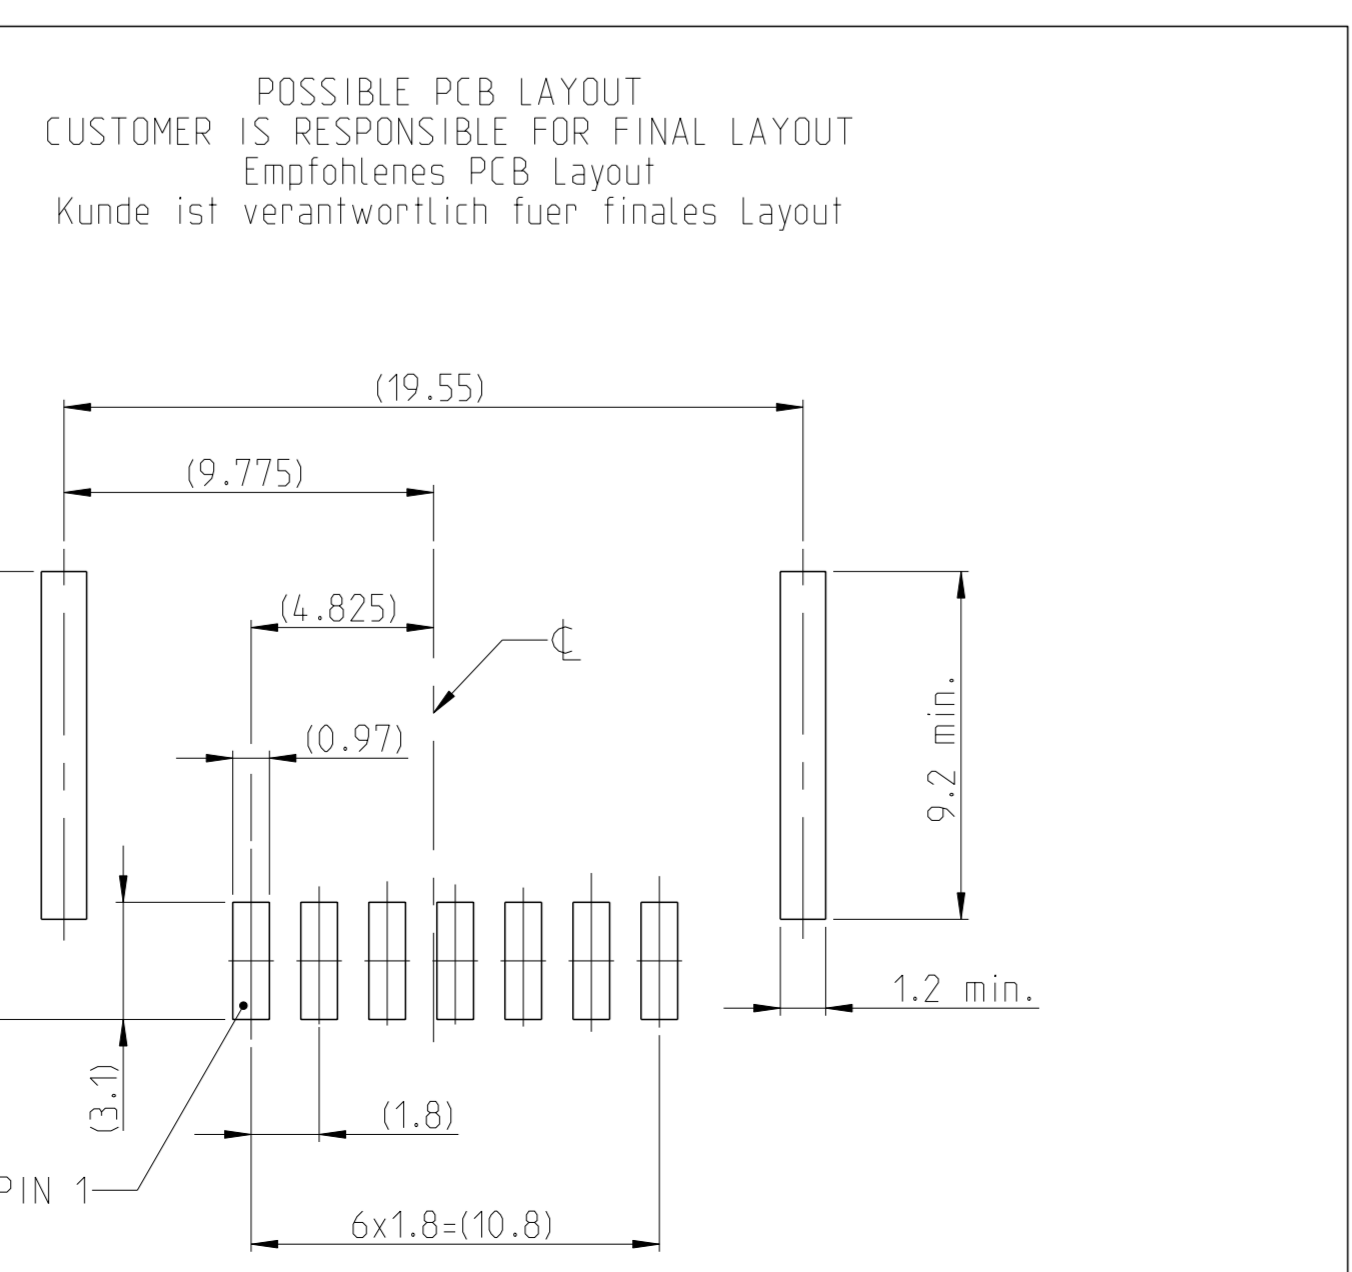 POSSIBLE PCB LAYOUT
CUSTOMER IS RESPONSIBLE FOR FINAL LAYOUT
Empfohlenes PCB Layout
Kunde ist verantwortlich fuer finales Layout
(19.55)
(9.775)
(4.825)
℄
(0.97)
9.2 min.
1.2 min.
(3.1)
(1.8)
PIN 1
6x1.8=(10.8)